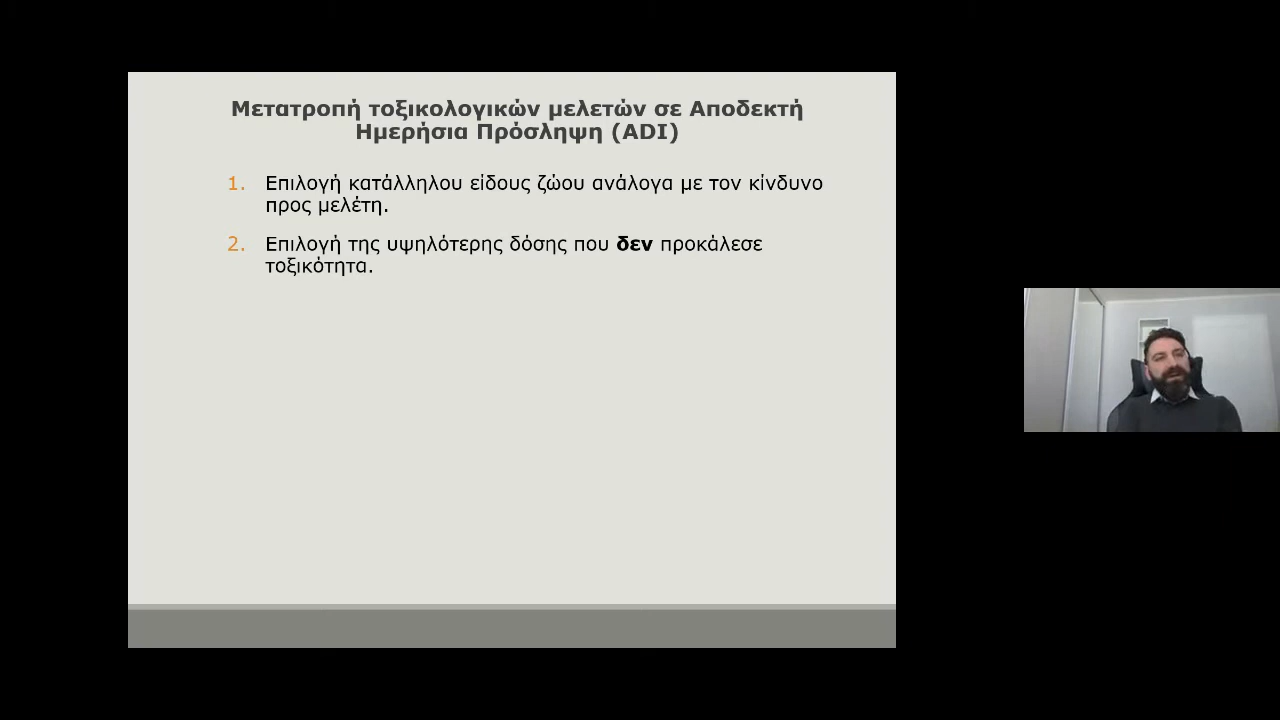 Μετατροπή τοξικολογικών μελετών σε Αποδεκτή
Ημερήσια Πρόσληψη (ADI)
1. Επιλογή κατάλληλου είδους ζώου ανάλογα με τον κίνδυνο
προς μελέτη.
2. Επιλογή της υψηλότερης δόσης που δεν προκάλεσε
τοξικότητα.